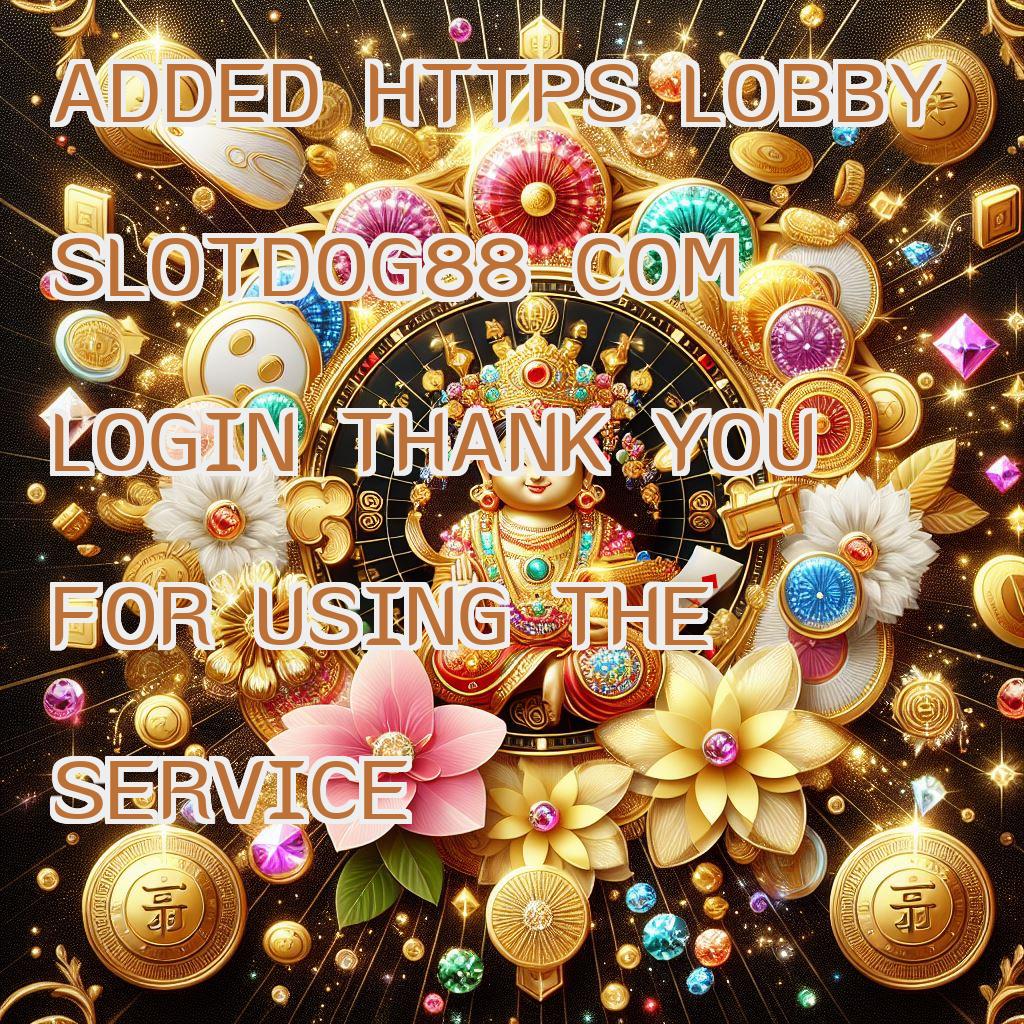 ADDED HTTPS LOBBY
SLOTDOG88 COM
LOGIN THANK YOU
FOR USING THE
SERVICE